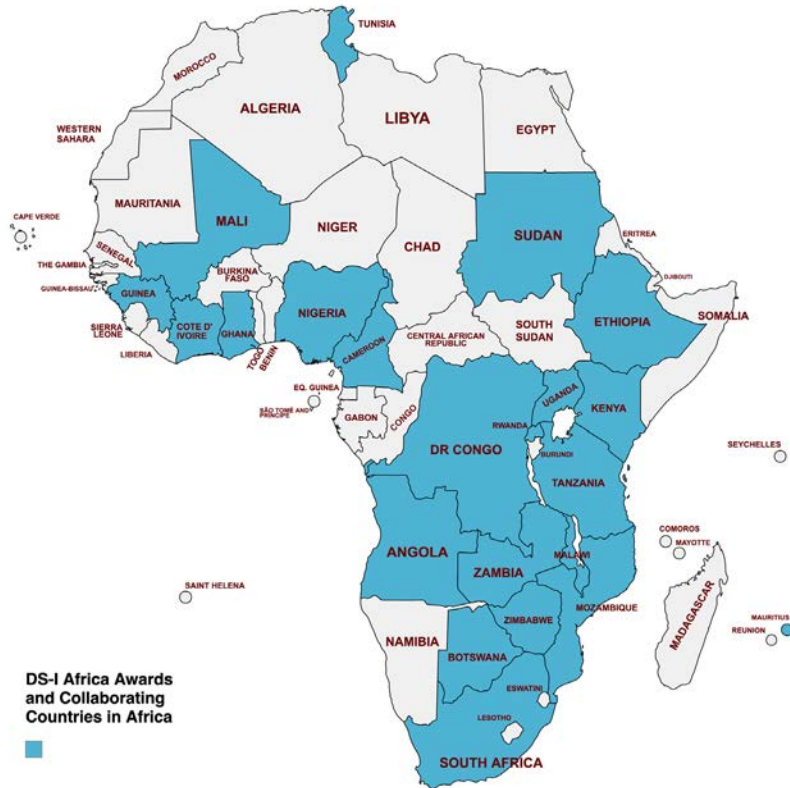 TUNISIA
MOROCCO
ALGERIA
LIBYA
EGYPT
WESTERN
SAHARA
MAURITANIA
MALI
NIGER
CHAD
SUDAN
ERITREA
CAPE VERDE
SENEGAL
THE GAMBIA
GUINEA-BISSAU
GUINEA
BURKINA
FASO
DJIBOUTI
SIERRA
LEONE
LIBERIA
COTE D'
IVOIRE
GHANA
TOGO
BENIN
NIGERIA
CAMEROON
CENTRAL AFRICAN
REPUBLIC
SOUTH
SUDAN
ETHIOPIA
SOMALIA
EQ. GUINEA
SÃO TOMÉ AND
PRÍNCIPE
GABON
CONGO
DR CONGO
UGANDA
KENYA
RWANDA
BURUNDI
TANZANIA
SEYCHELLES
COMOROS
MAYOTTE
ANGOLA
ZAMBIA
MALAWI
MOZAMBIQUE
SAINT HELENA
MADAGASCAR
MAURITIUS
REUNION
NAMIBIA
ZIMBABWE
BOTSWANA
ESWATINI
LESOTHO
SOUTH AFRICA
DS-I Africa Awards
and Collaborating
Countries in Africa